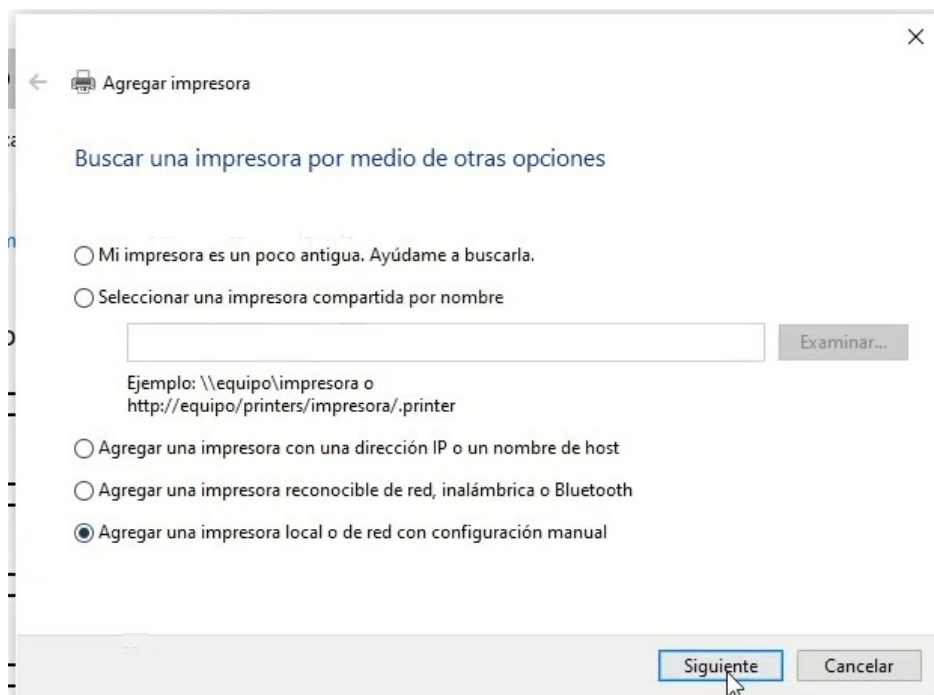 Agregar impresora
Buscar una impresora por medio de otras opciones
Mi impresora es un poco antigua. Ayúdame a buscarla.
Seleccionar una impresora compartida por nombre
Examinar...
Ejemplo: \\equipo\impresora o
http://equipo/printers/impresora/.printer
Agregar una impresora con una dirección IP o un nombre de host
Agregar una impresora reconocible de red, inalámbrica o Bluetooth
Agregar una impresora local o de red con configuración manual
Siguiente Cancelar